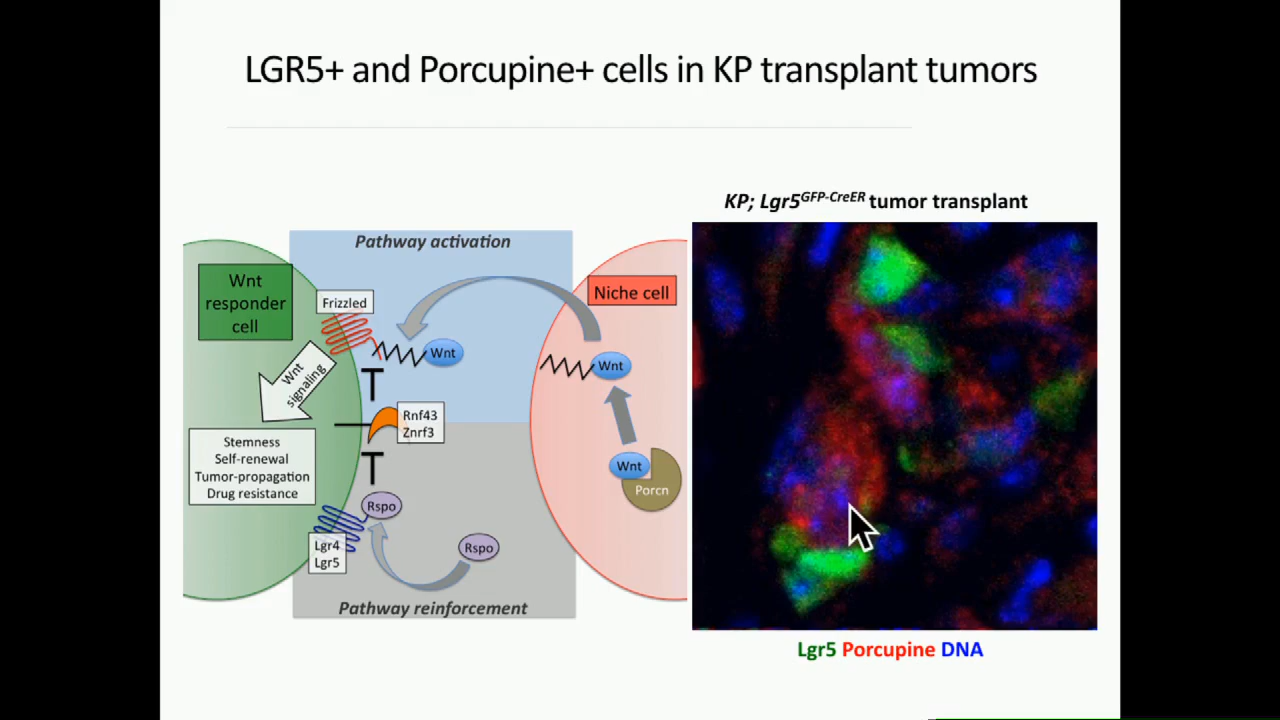 LGR5+ and Porcupine+ cells in KP transplant tumors
KP; Lgr5GFP-CreER tumor transplant
Pathway activation
Wnt
responder
cell
Frizzled
Niche cell
Wnt
Wnt
Wnt
signaling
Rnf43
Znrf3
Stemness
Self-renewal
Tumor-propagation
Drug resistance
Wnt
Porcn
Rspo
Lgr4
Lgr5
Rspo
Pathway reinforcement
Lgr5 Porcupine DNA